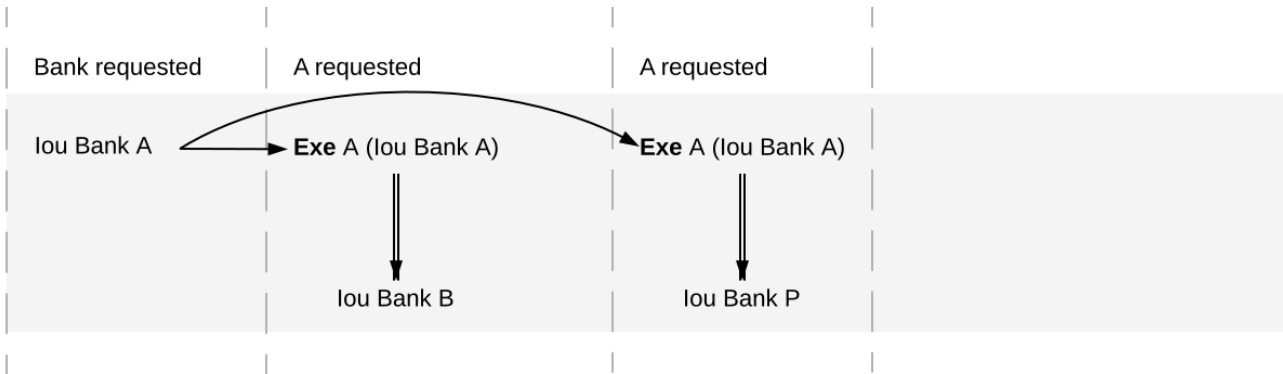 Bank requested
A requested
A requested
Iou Bank A
Exe A (Iou Bank A)
Exe A (Iou Bank A)
Iou Bank B
Iou Bank P